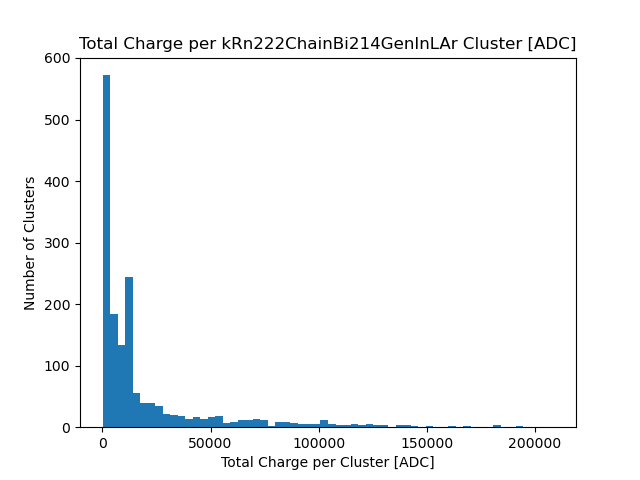 Total Charge per kRn222ChainBi214GenInLAr Cluster [ADC]
600
500
400
300
200
100
0
Number of Clusters
0 50000 100000 150000 200000
Total Charge per Cluster [ADC]